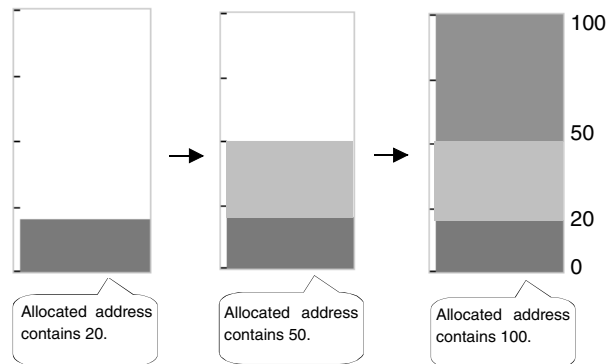 100
50
20
0
Allocated address
contains 20.
Allocated address
contains 50.
Allocated address
contains 100.